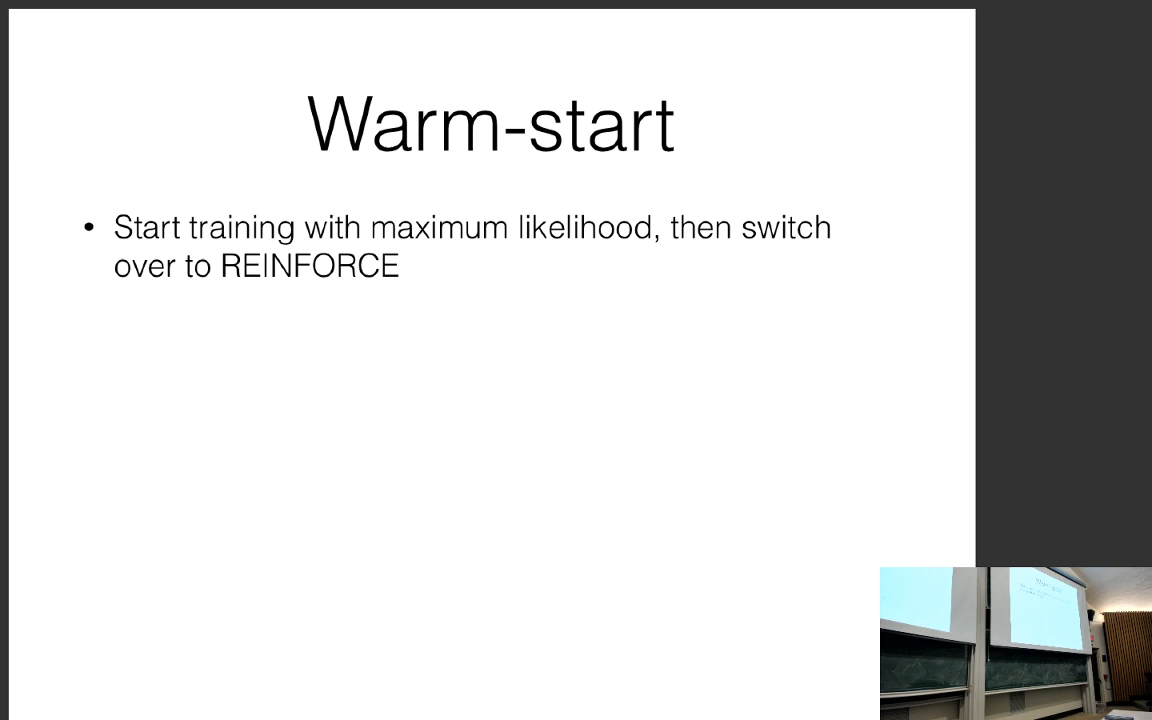 Warm-start
• Start training with maximum likelihood, then switch
over to REINFORCE